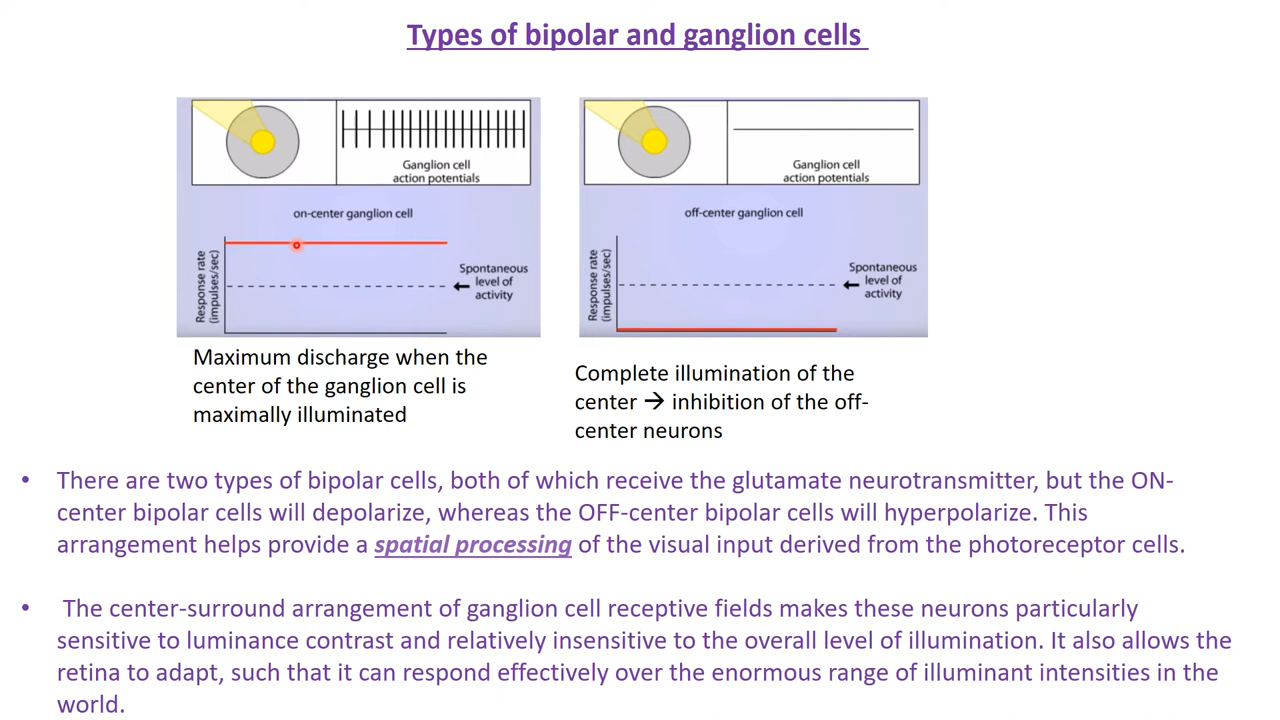 Types of bipolar and ganglion cells
Ganglion cell
action potentials
on-center ganglion cell
Response rate
(impulses/sec)
Spontaneous
level of
activity
Maximum discharge when the
center of the ganglion cell is
maximally illuminated
Ganglion cell
action potentials
off-center ganglion cell
Response rate
(impulses/sec)
Spontaneous
level of
activity
Complete illumination of the
center → inhibition of the off-
center neurons
• There are two types of bipolar cells, both of which receive the glutamate neurotransmitter, but the ON-
center bipolar cells will depolarize, whereas the OFF-center bipolar cells will hyperpolarize. This
arrangement helps provide a spatial processing of the visual input derived from the photoreceptor cells.
• The center-surround arrangement of ganglion cell receptive fields makes these neurons particularly
sensitive to luminance contrast and relatively insensitive to the overall level of illumination. It also allows the
retina to adapt, such that it can respond effectively over the enormous range of illuminant intensities in the
world.